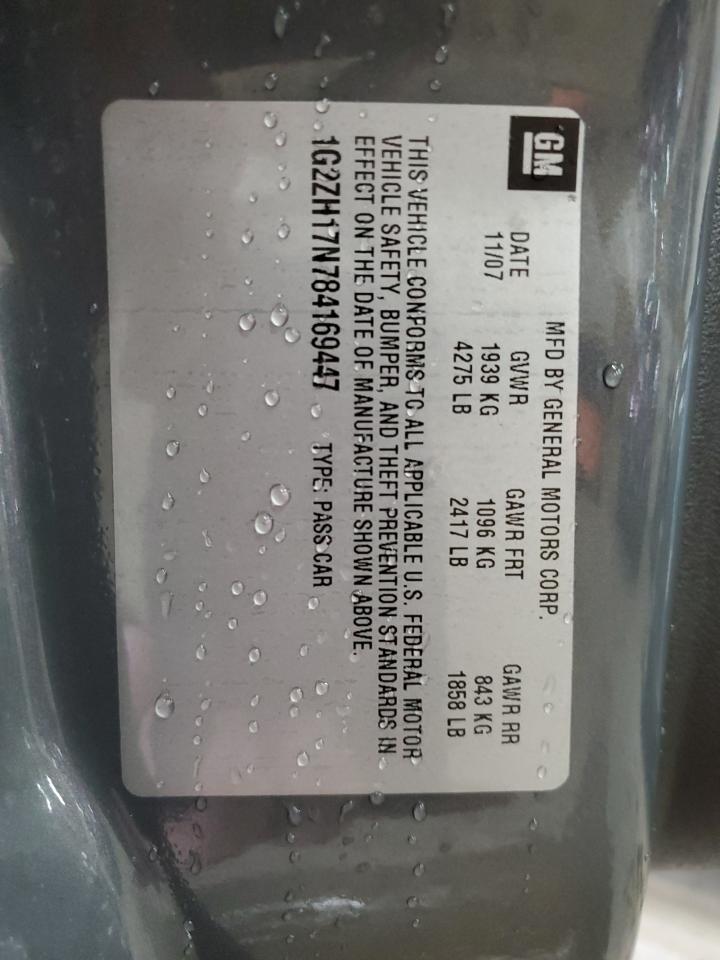 GM
MFD BY GENERAL MOTORS CORP.
DATE GVWR GAWR FRT GAWR RR
11/07 1939 KG 1096 KG 843 KG
4275 LB 2417 LB 1858 LB
THIS VEHICLE CONFORMS TO ALL APPLICABLE U.S. FEDERAL MOTOR
VEHICLE SAFETY, BUMPER, AND THEFT PREVENTION STANDARDS IN
EFFECT ON THE DATE OF MANUFACTURE SHOWN ABOVE.
1G2ZH17N784169447 TYPE: PASS CAR